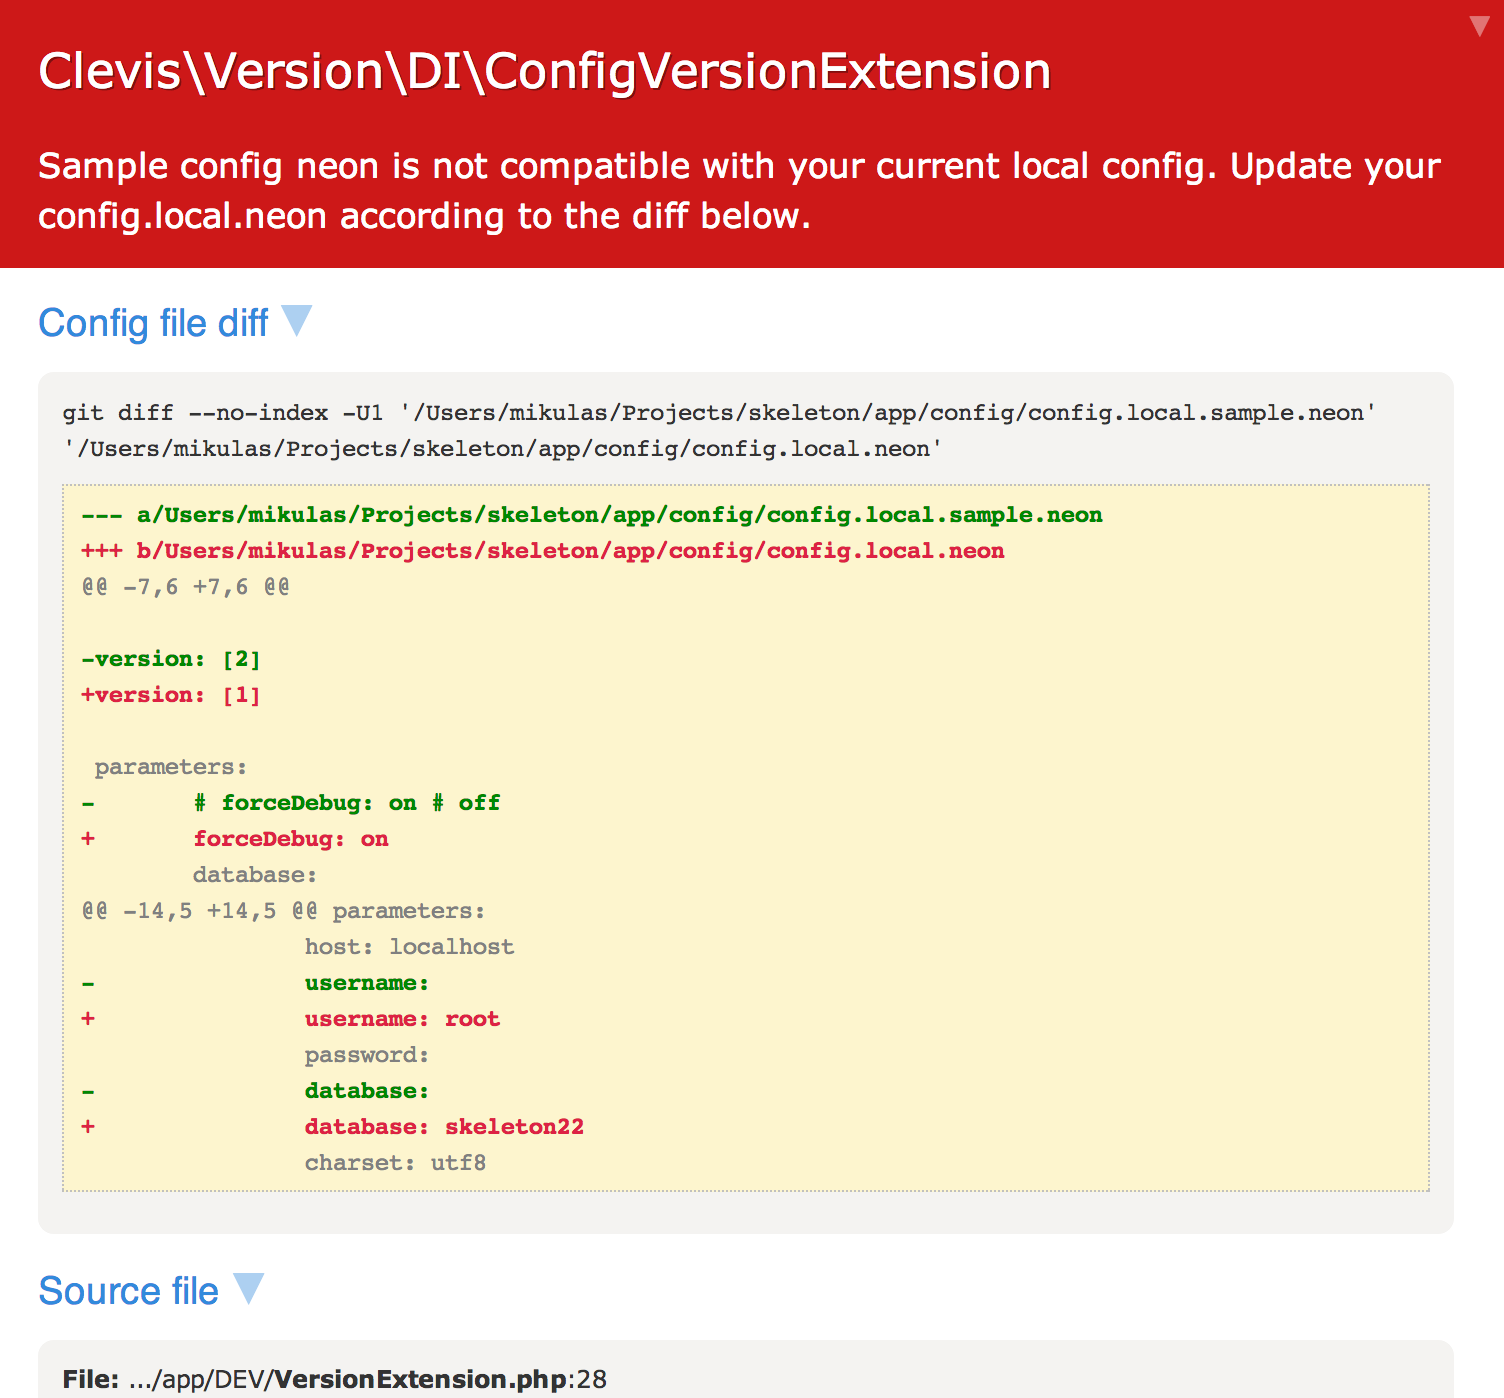 Clevis\Version\DI\ConfigVersionExtension
Sample config neon is not compatible with your current local config. Update your
config.local.neon according to the diff below.
Config file diff ▼
git diff --no-index -U1 '/Users/mikulas/Projects/skeleton/app/config/config.local.sample.neon'
'/Users/mikulas/Projects/skeleton/app/config/config.local.neon'
--- a/Users/mikulas/Projects/skeleton/app/config/config.local.sample.neon
+++ b/Users/mikulas/Projects/skeleton/app/config/config.local.neon
@@ -7,6 +7,6 @@
-version: [2]
+version: [1]
 parameters:
-       # forceDebug: on # off
+       forceDebug: on
        database:
@@ -14,5 +14,5 @@ parameters:
                host: localhost
-               username:
+               username: root
                password:
-               database:
+               database: skeleton22
                charset: utf8
Source file ▼
File: .../app/DEV/VersionExtension.php:28